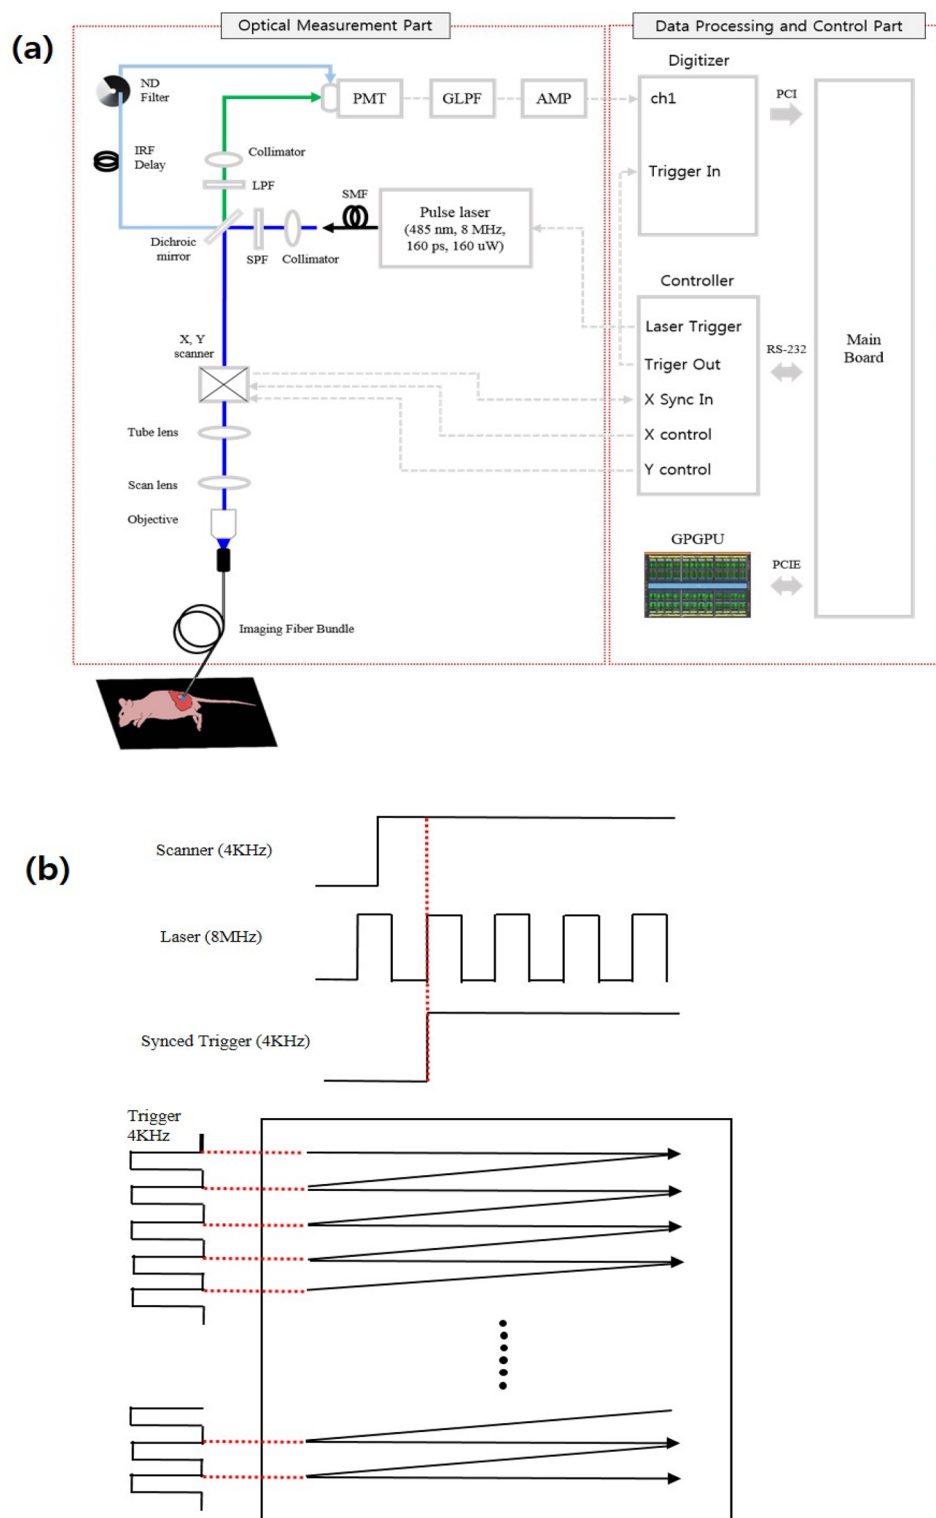 Optical Measurement Part
Data Processing and Control Part
(a)
Digitizer
ND
Filter
PMT
GLPF
AMP
ch1
PCI
IRF
Delay
Collimator
LPF
Trigger In
SMF
Pulse laser
(485 nm, 8 MHz,
160 ps, 160 uW)
Dichroic
mirror
SPF
Collimator
Controller
Laser Trigger
X, Y
scanner
Main
Board
RS-232
Triger Out
X Sync In
Tube lens
X control
Y control
Scan lens
Objective
GPGPU
PCIE
Imaging Fiber Bundle
(b)
Scanner (4KHz)
Laser (8MHz)
Synced Trigger (4KHz)
Trigger
4KHz